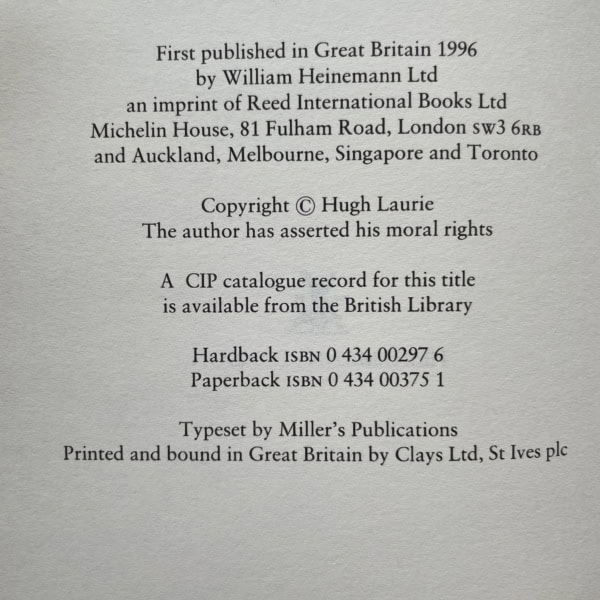 First published in Great Britain 1996
by William Heinemann Ltd
an imprint of Reed International Books Ltd
Michelin House, 81 Fulham Road, London SW3 6RB
and Auckland, Melbourne, Singapore and Toronto
Copyright © Hugh Laurie
The author has asserted his moral rights
A CIP catalogue record for this title
is available from the British Library
Hardback ISBN 0 434 00297 6
Paperback ISBN 0 434 00375 1
Typeset by Miller's Publications
Printed and bound in Great Britain by Clays Ltd, St Ives plc